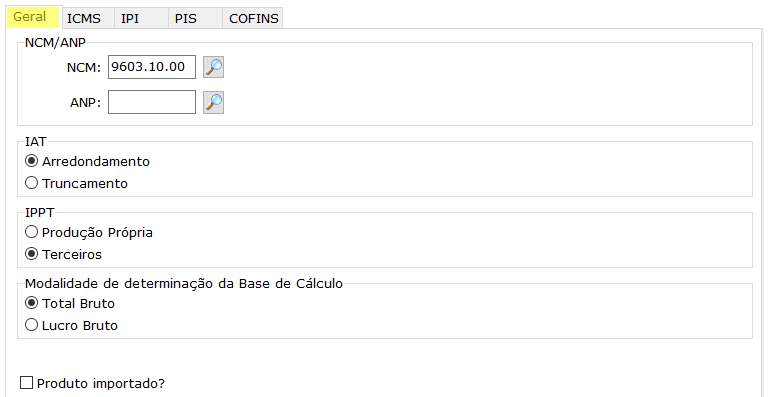 Geral ICMS IPI PIS COFINS
NCM/ANP
NCM: 9603.10.00
ANP:
IAT
Arredondamento
Truncamento
IPPT
Produção Própria
Terceiros
Modalidade de determinação da Base de Cálculo
Total Bruto
Lucro Bruto
Produto importado?